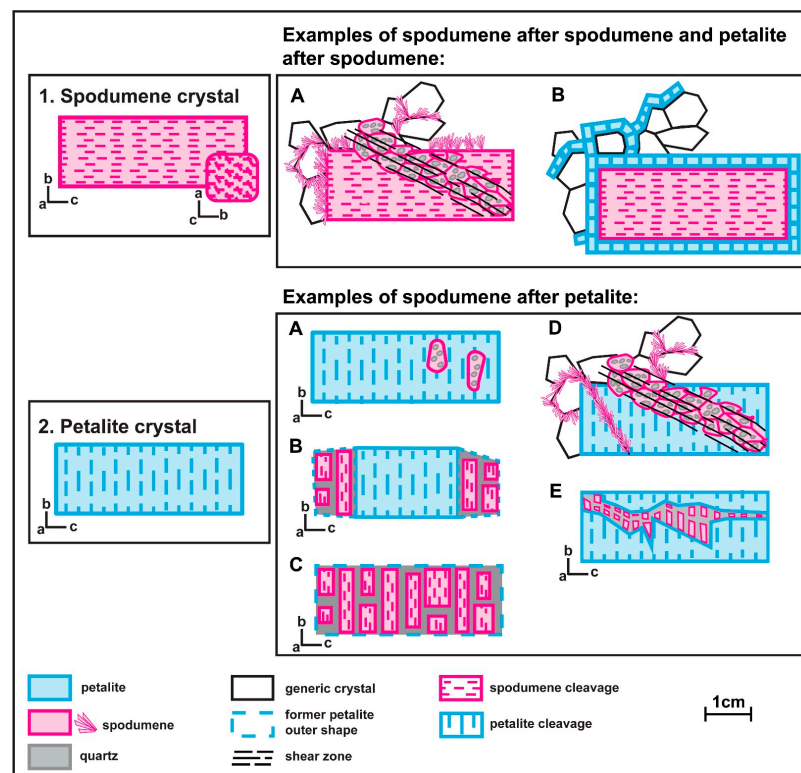 Examples of spodumene after spodumene and petalite
after spodumene:
1. Spodumene crystal
b
a
c
a
c
b
A
B
Examples of spodumene after petalite:
A
b
a
c
B
b
a
c
C
b
a
c
D
E
b
a
c
2. Petalite crystal
b
a
c
petalite
spodumene
quartz
generic crystal
former petalite
outer shape
shear zone
spodumene cleavage
petalite cleavage
1cm